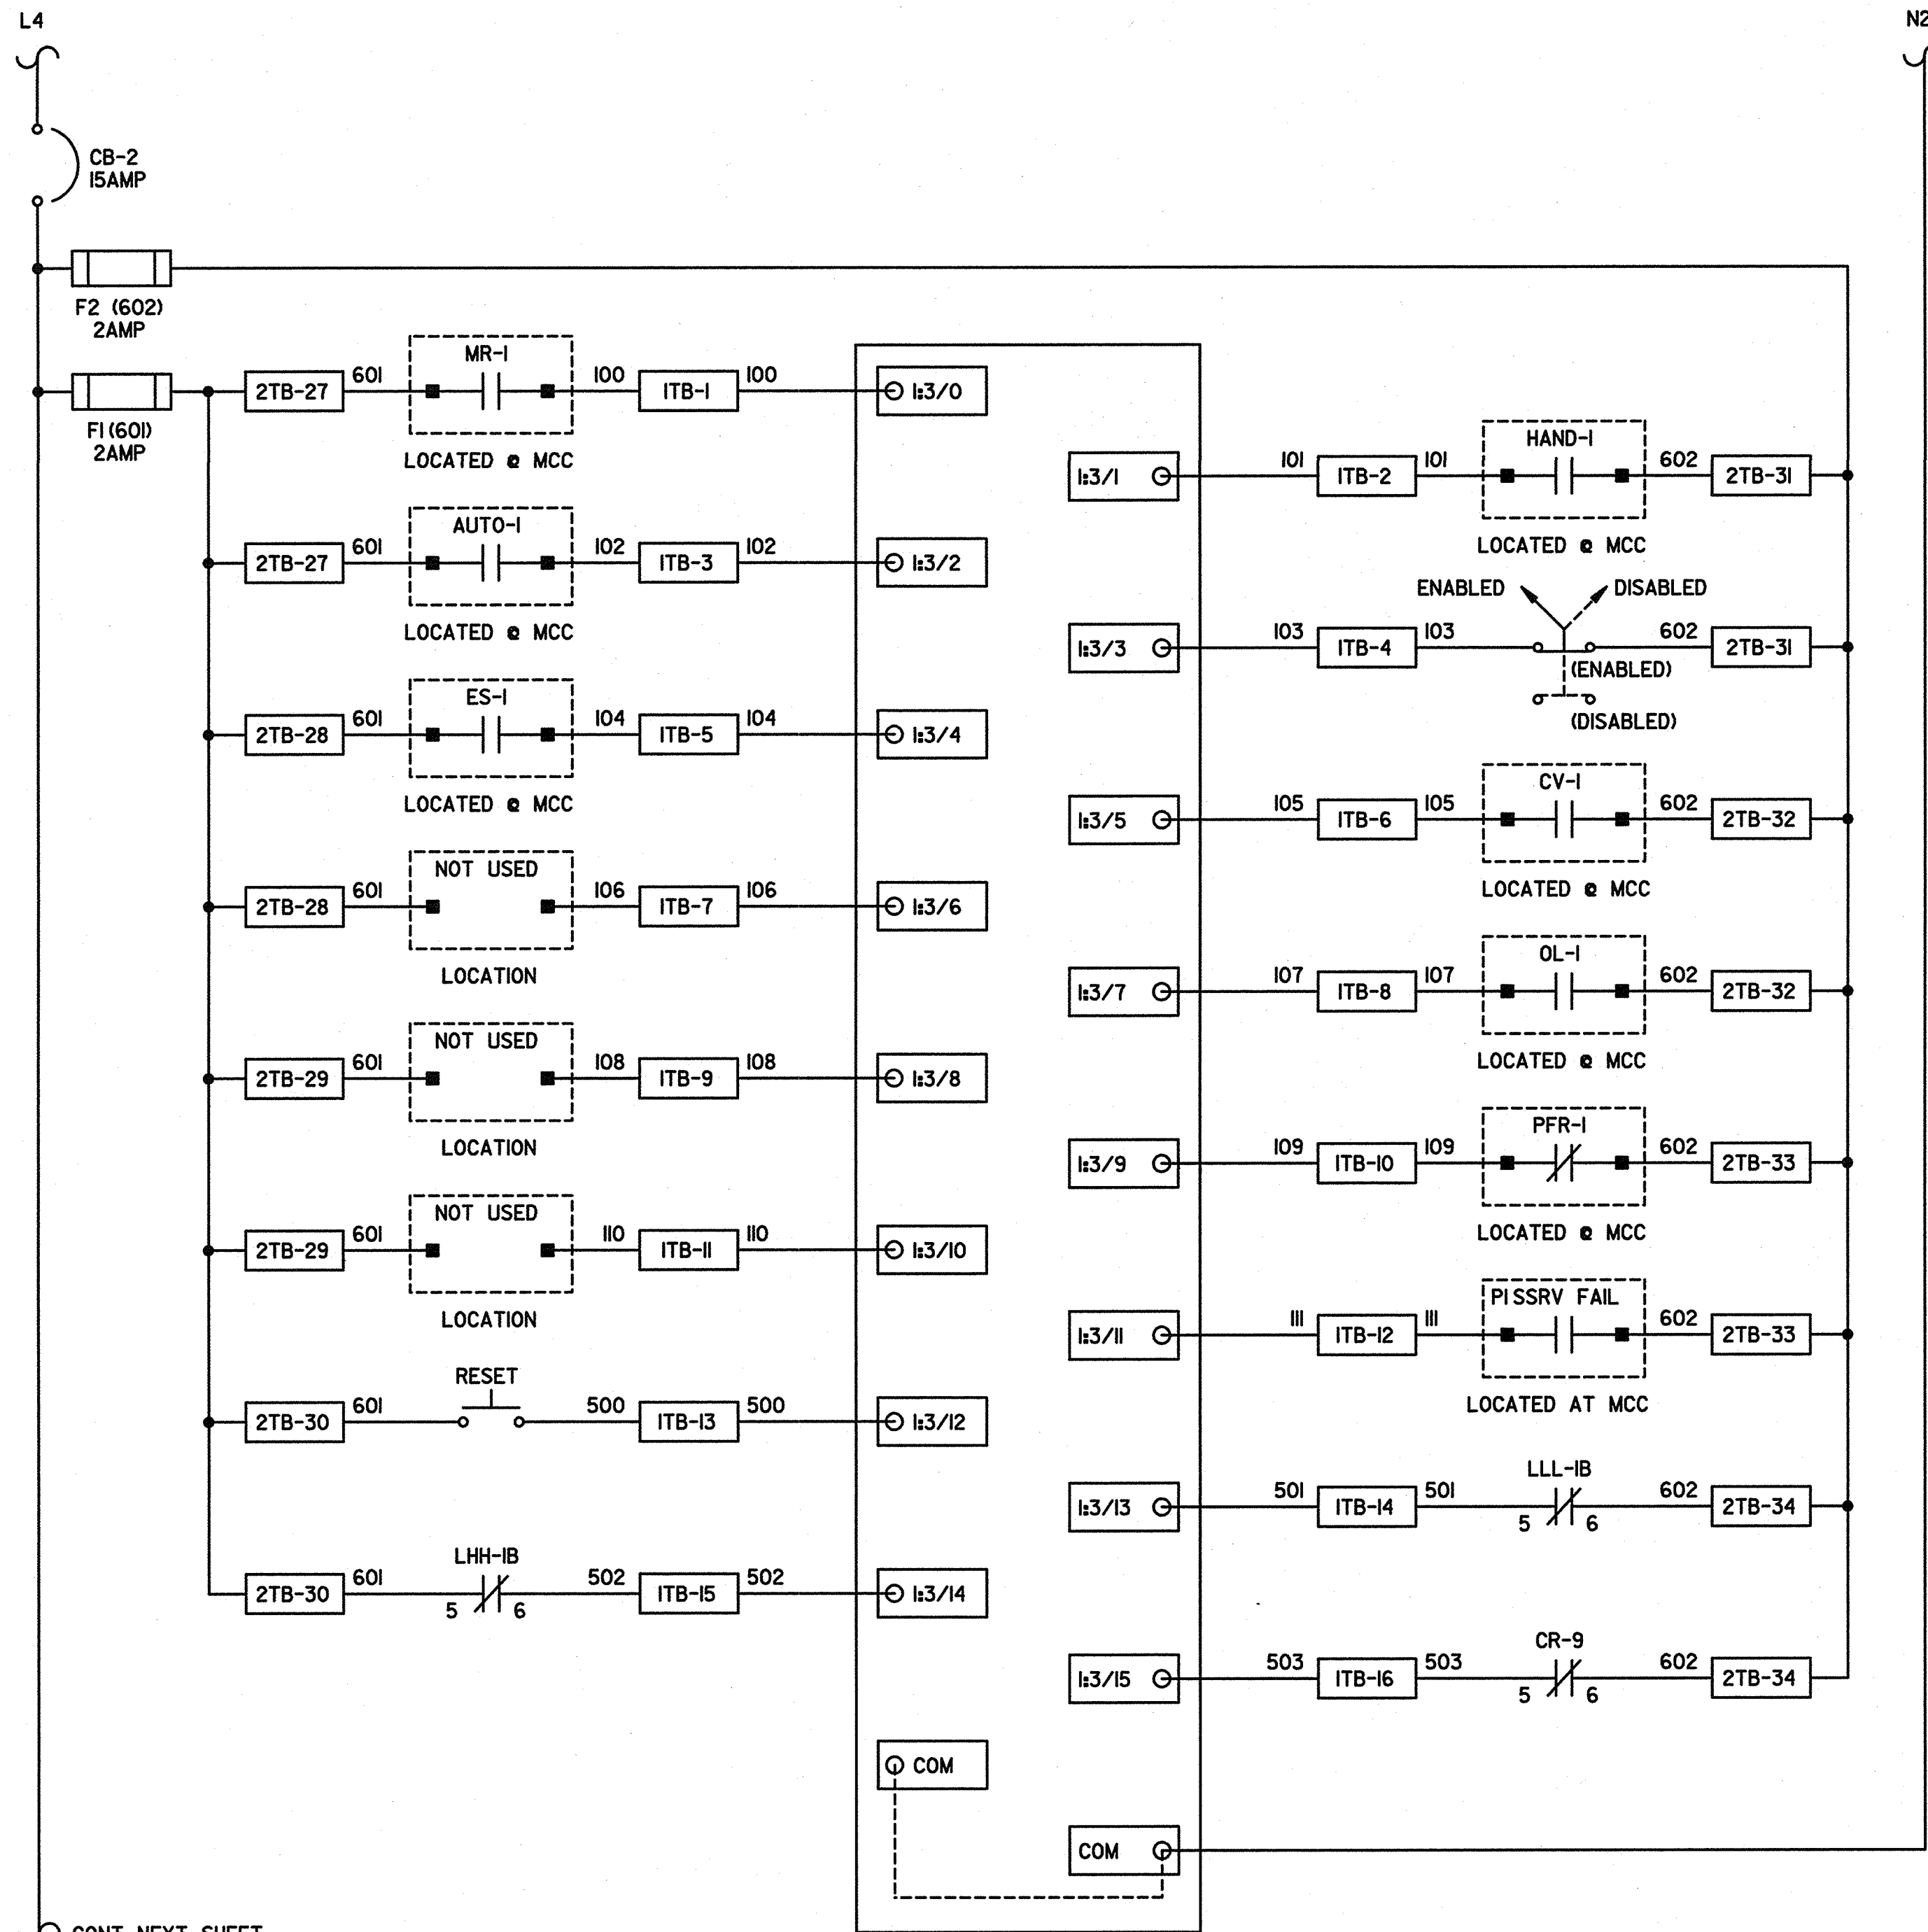 L4
N2
CB-2
15AMP
F2 (602)
2AMP
F1 (601)
2AMP
2TB-27 601 MR-1 100 1TB-1 100 I:3/0
LOCATED @ MCC
I:3/1 101 1TB-2 101 HAND-1 602 2TB-31
LOCATED @ MCC
2TB-27 601 AUTO-1 102 1TB-3 102 I:3/2
LOCATED @ MCC
ENABLED DISABLED
I:3/3 103 1TB-4 103 602 2TB-31
(ENABLED)
(DISABLED)
2TB-28 601 ES-1 104 1TB-5 104 I:3/4
LOCATED @ MCC
I:3/5 105 1TB-6 105 CV-1 602 2TB-32
LOCATED @ MCC
2TB-28 601 NOT USED 106 1TB-7 106 I:3/6
LOCATION
I:3/7 107 1TB-8 107 OL-1 602 2TB-32
LOCATED @ MCC
2TB-29 601 NOT USED 108 1TB-9 108 I:3/8
LOCATION
I:3/9 109 1TB-10 109 PFR-1 602 2TB-33
LOCATED @ MCC
2TB-29 601 NOT USED 110 1TB-11 110 I:3/10
LOCATION
I:3/11 111 1TB-12 111 P1 SSRV FAIL 602 2TB-33
LOCATED AT MCC
RESET
2TB-30 601 500 1TB-13 500 I:3/12
LLL-1B
I:3/13 501 1TB-14 501 5 6 602 2TB-34
LHH-1B
2TB-30 601 5 6 502 1TB-15 502 I:3/14
CR-9
I:3/15 503 1TB-16 503 5 6 602 2TB-34
COM
COM
CONT NEXT SHEET